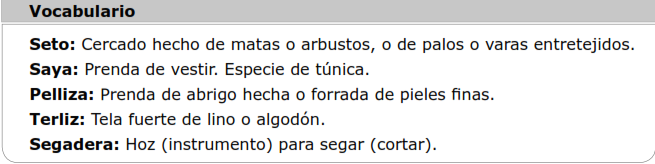 Vocabulario
Seto: Cercado hecho de matas o arbustos, o de palos o varas entretejidos.
Saya: Prenda de vestir. Especie de túnica.
Pelliza: Prenda de abrigo hecha o forrada de pieles finas.
Terliz: Tela fuerte de lino o algodón.
Segadera: Hoz (instrumento) para segar (cortar).